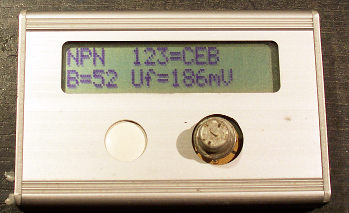 NPN 123=CEB
B=52 Uf=186mV